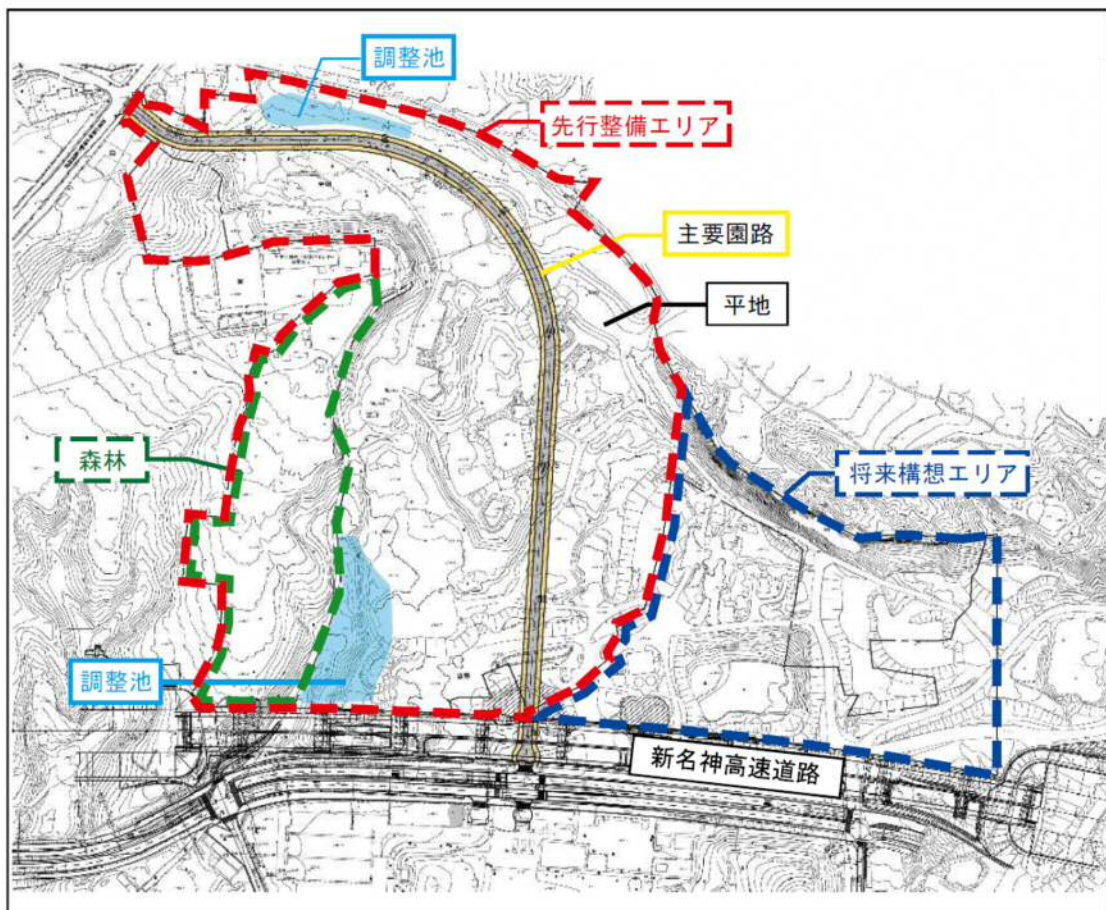 調整池
先行整備エリア
主要園路
平地
森林
将来構想エリア
調整池
新名神高速道路